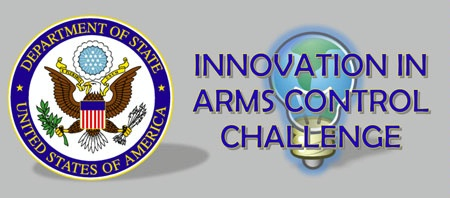 DEPARTMENT OF STATE
UNITED STATES OF AMERICA
INNOVATION IN
ARMS CONTROL
CHALLENGE